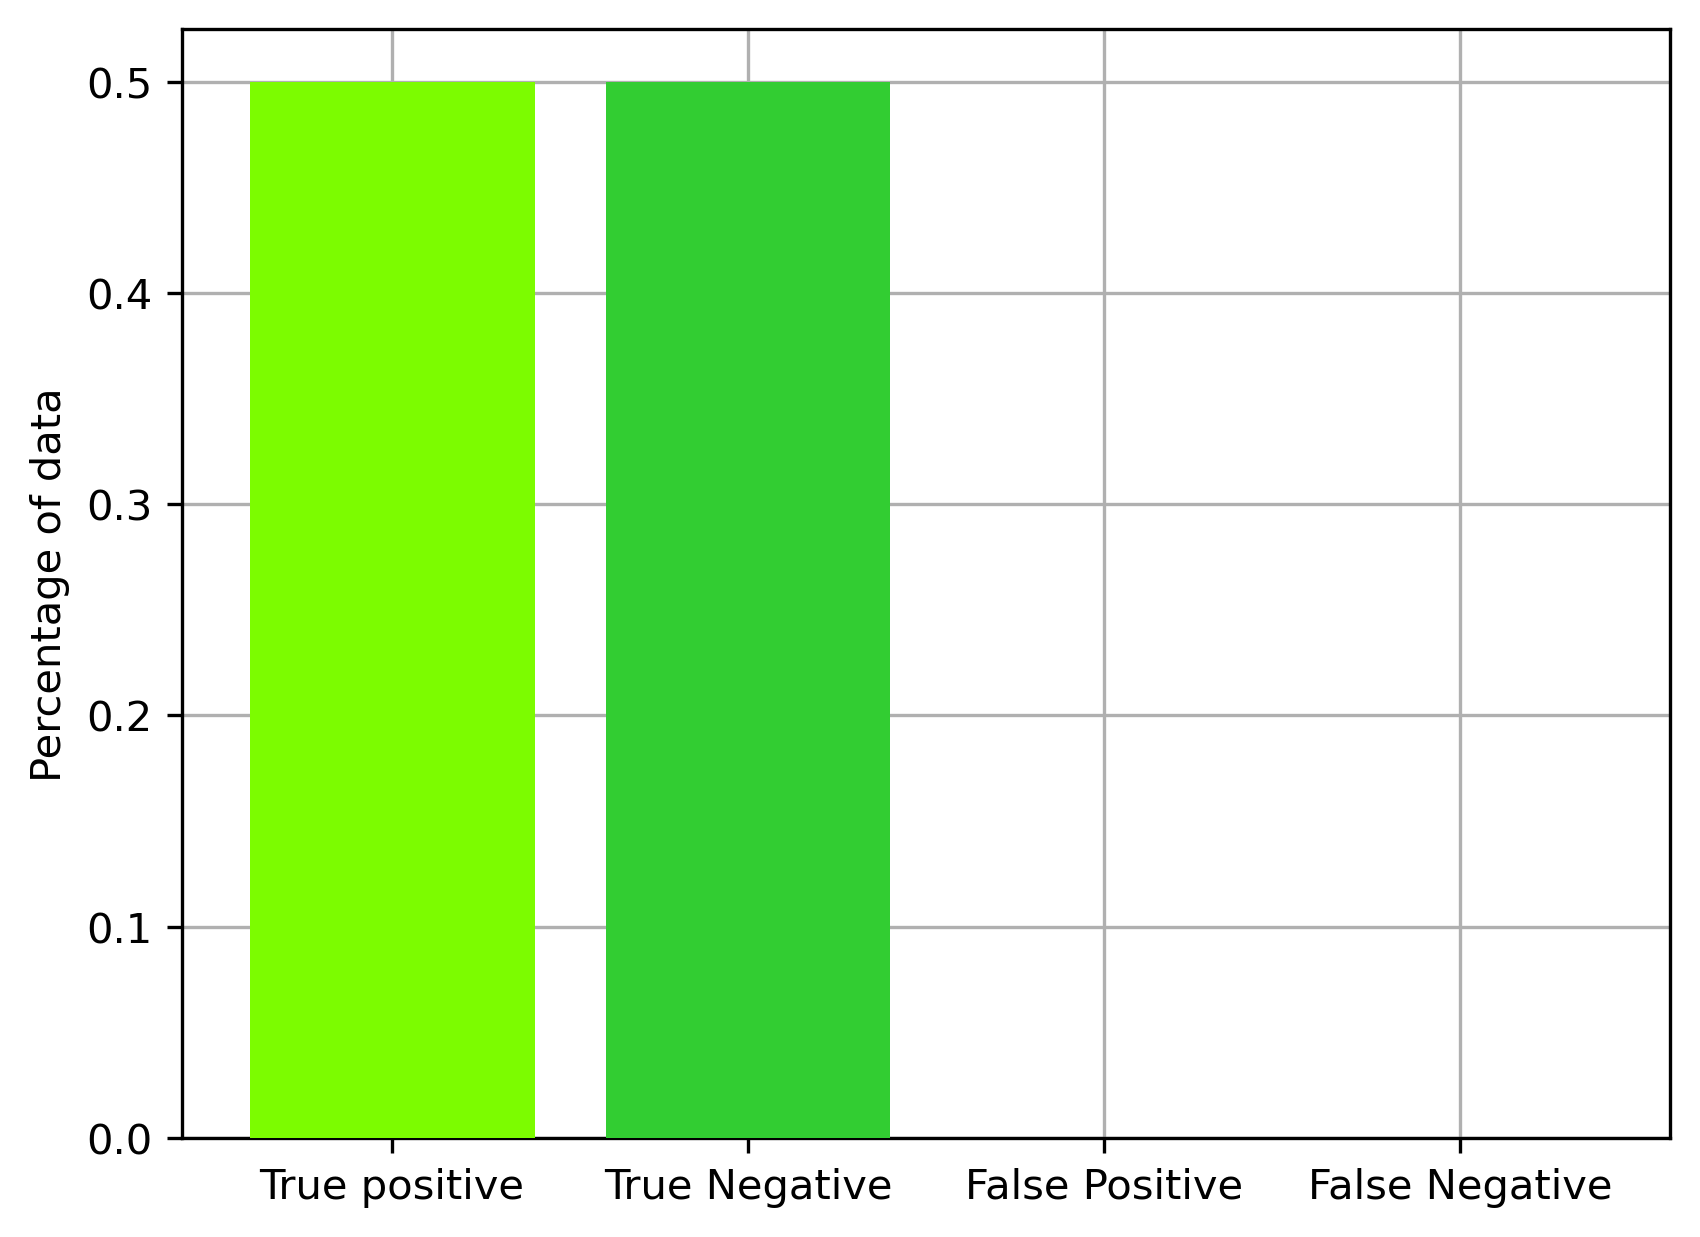 Percentage of data
0.5
0.4
0.3
0.2
0.1
0.0
True positive
True Negative
False Positive
False Negative